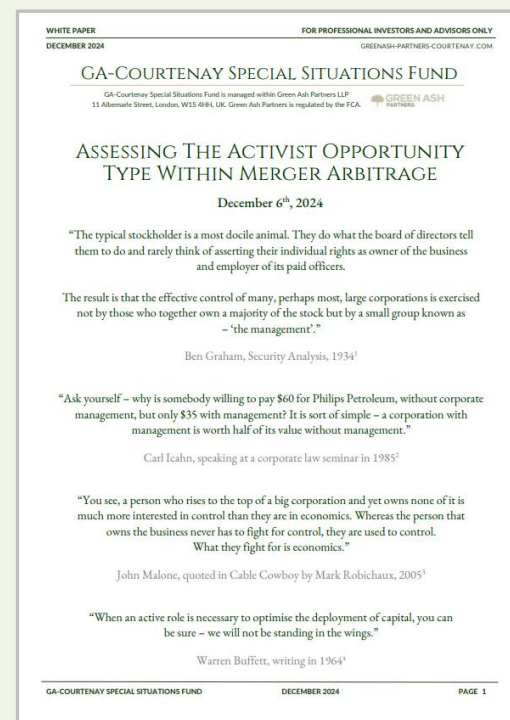 WHITE PAPER
FOR PROFESSIONAL INVESTORS AND ADVISORS ONLY
DECEMBER 2024
GREENASH-PARTNERS-COURTENAY.COM
GA-Courtenay Special Situations Fund
GA-Courtenay Special Situations Fund is managed within Green Ash Partners LLP
11 Albemarle Street, London, W1S 4HH, UK. Green Ash Partners is regulated by the FCA.
GREEN ASH
PARTNERS
Assessing The Activist Opportunity
Type Within Merger Arbitrage
December 6th, 2024
“The typical stockholder is a most docile animal. They do what the board of directors tell
them to do and rarely think of asserting their individual rights as owner of the business
and employer of its paid officers.
The result is that the effective control of many, perhaps most, large corporations is exercised
not by those who together own a majority of the stock but by a small group known as
– ‘the management’.”
Ben Graham, Security Analysis, 1934¹
“Ask yourself – why is somebody willing to pay $60 for Philips Petroleum, without corporate
management, but only $35 with management? It is sort of simple – a corporation with
management is worth half of its value without management.”
Carl Icahn, speaking at a corporate law seminar in 1985²
“You see, a person who rises to the top of a big corporation and yet owns none of it is
much more interested in control than they are in economics. Whereas the person that
owns the business never has to fight for control, they are used to control.
What they fight for is economics.”
John Malone, quoted in Cable Cowboy by Mark Robichaux, 2005³
“When an active role is necessary to optimise the deployment of capital, you can
be sure – we will not be standing in the wings.”
Warren Buffett, writing in 1964⁴
GA-COURTENAY SPECIAL SITUATIONS FUND
DECEMBER 2024
PAGE 1